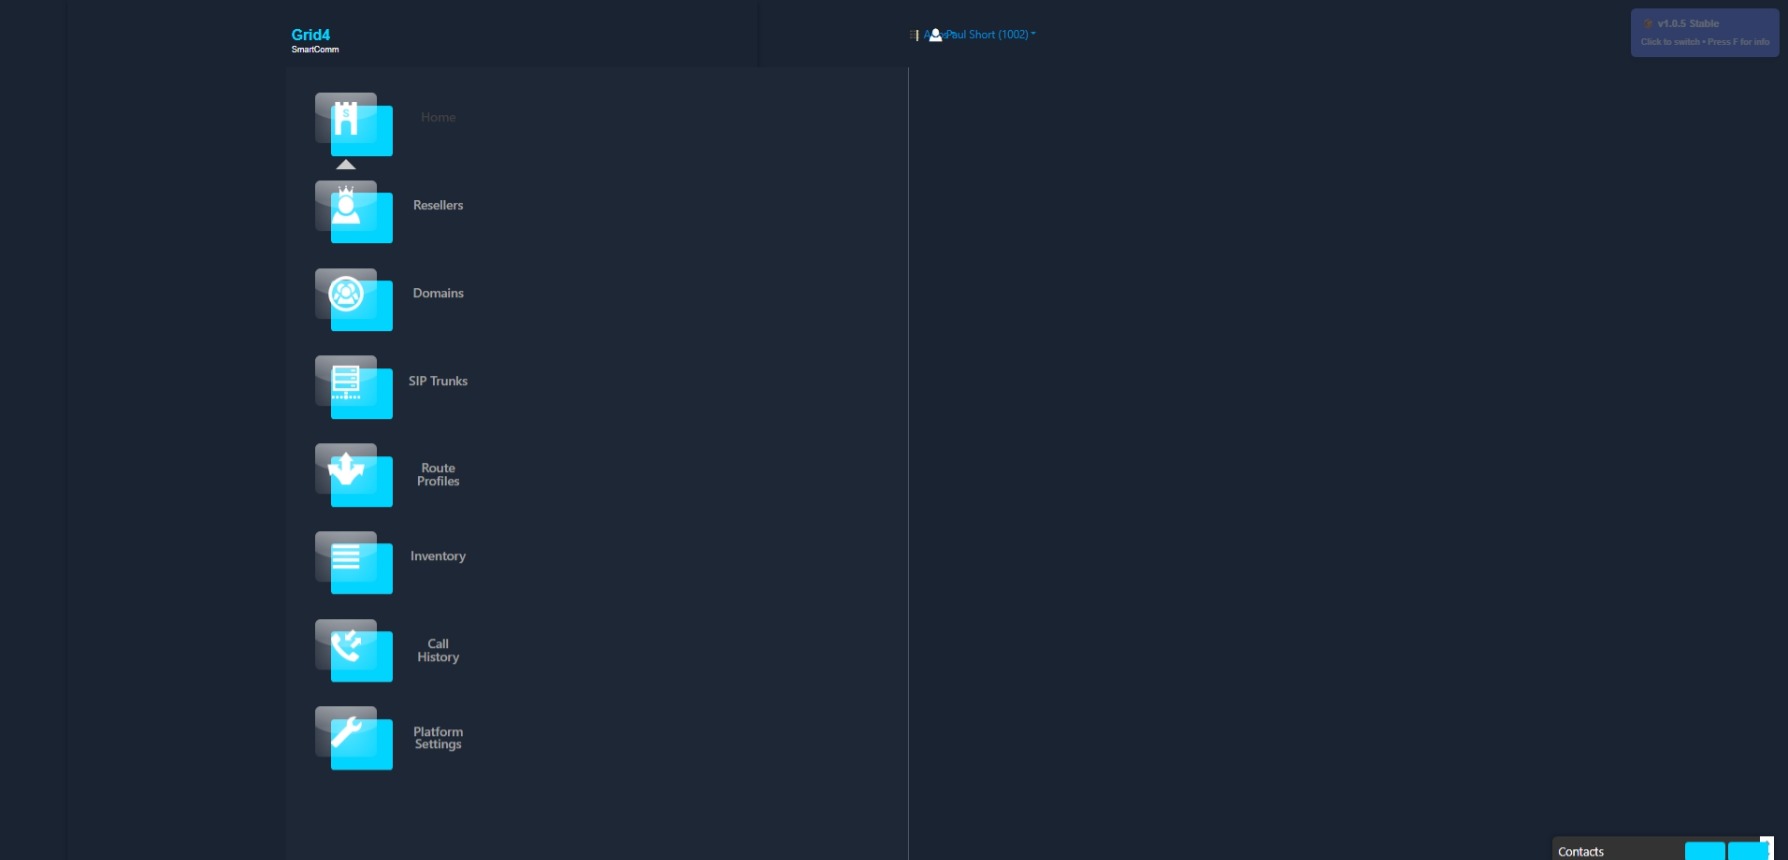 Grid4
SmartComm
Paul Short (1002)
v1.0.5 Stable
Click to switch • Press F for info
S
Home
Resellers
Domains
SIP Trunks
Route
Profiles
Inventory
Call
History
Platform
Settings
Contacts